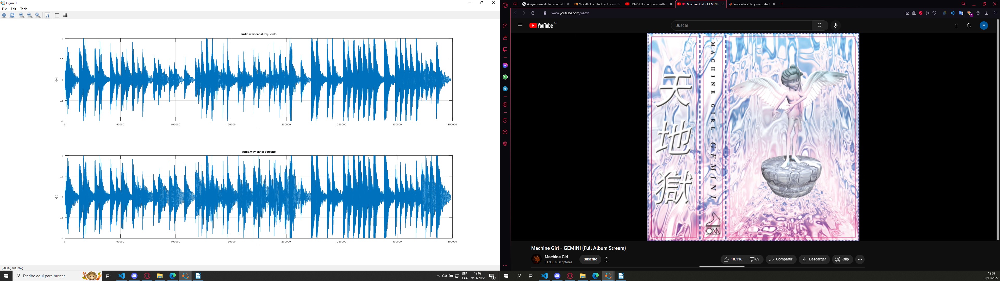 Figure 1
File Edit Tools
A
audio.wav canal izquierdo
1
0.5
0
-0.5
-1
x[n]
0 50000 100000 150000 200000 250000 300000 350000
n
audio.wav canal derecho
1
0.5
0
-0.5
-1
x[n]
0 50000 100000 150000 200000 250000 300000 350000
n
(20087, 0.83267)
Escribe aquí para buscar
ESP
LAA
12:09
9/11/2022
1
Asignaturas de la Facultad
Moodle Facultad de Inform
TRAPPED in a house with a
Machine Girl - GEMINI
Valor absoluto y magnitud
www.youtube.com/watch
6
YouTube AR
Buscar
F
天地獄
MACHINE GIRL GEMINI
Machine Girl - GEMINI (Full Album Stream)
Machine Girl
31.300 suscriptores
Suscrito
10.116
69
Compartir
Descargar
Clip
12:09
9/11/2022